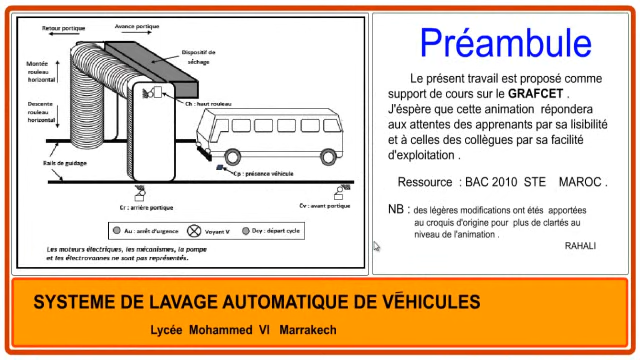 Retour portique
Avance portique
Dispositif de
séchage
Montée
rouleau
horizontal
Ch : haut rouleau
Descente
rouleau
horizontal
Rails de guidage
Cp : présence véhicule
Cr : arrière portique
Cv : avant portique
Au : arrêt d'urgence
Voyant V
Dcy : départ cycle
Les moteurs électriques, les mécanismes, la pompe
et les électrovannes ne sont pas représentés.
Préambule
Le présent travail est proposé comme
support de cours sur le GRAFCET .
J'éspère que cette animation répondera
aux attentes des apprenants par sa lisibilité
et à celles des collègues par sa facilité
d'exploitation .
Ressource : BAC 2010 STE MAROC .
NB : des légères modifications ont étés apportées
au croquis d'origine pour plus de clartés au
niveau de l'animation .
RAHALI
SYSTEME DE LAVAGE AUTOMATIQUE DE VÉHICULES
Lycée Mohammed VI Marrakech